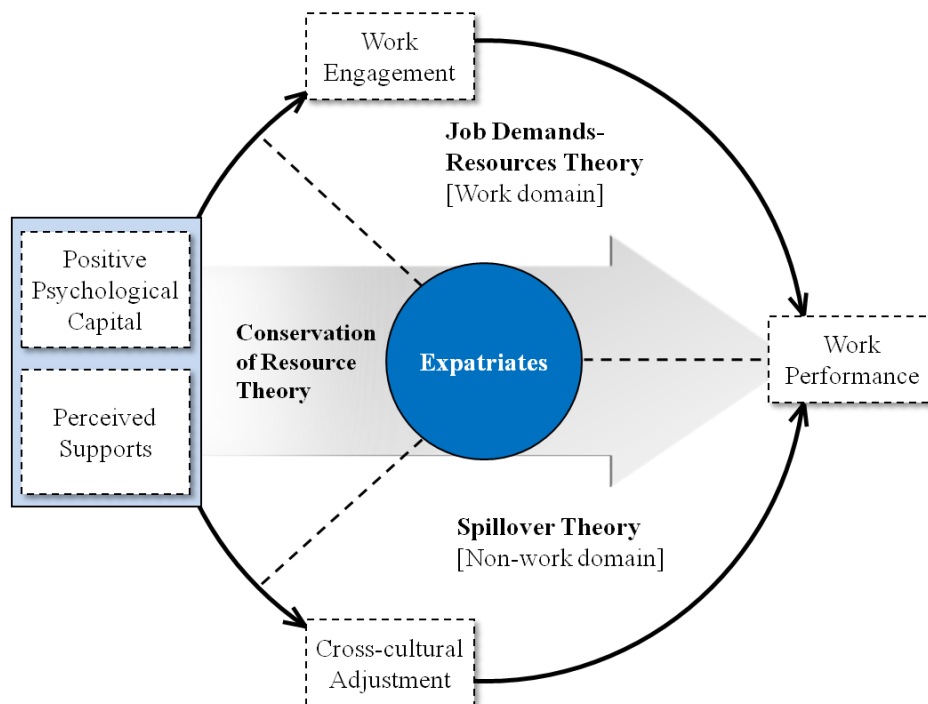 Work
Engagement
Job Demands-
Resources Theory
[Work domain]
Positive
Psychological
Capital
Conservation
of Resource
Theory
Expatriates
Work
Performance
Perceived
Supports
Spillover Theory
[Non-work domain]
Cross-cultural
Adjustment